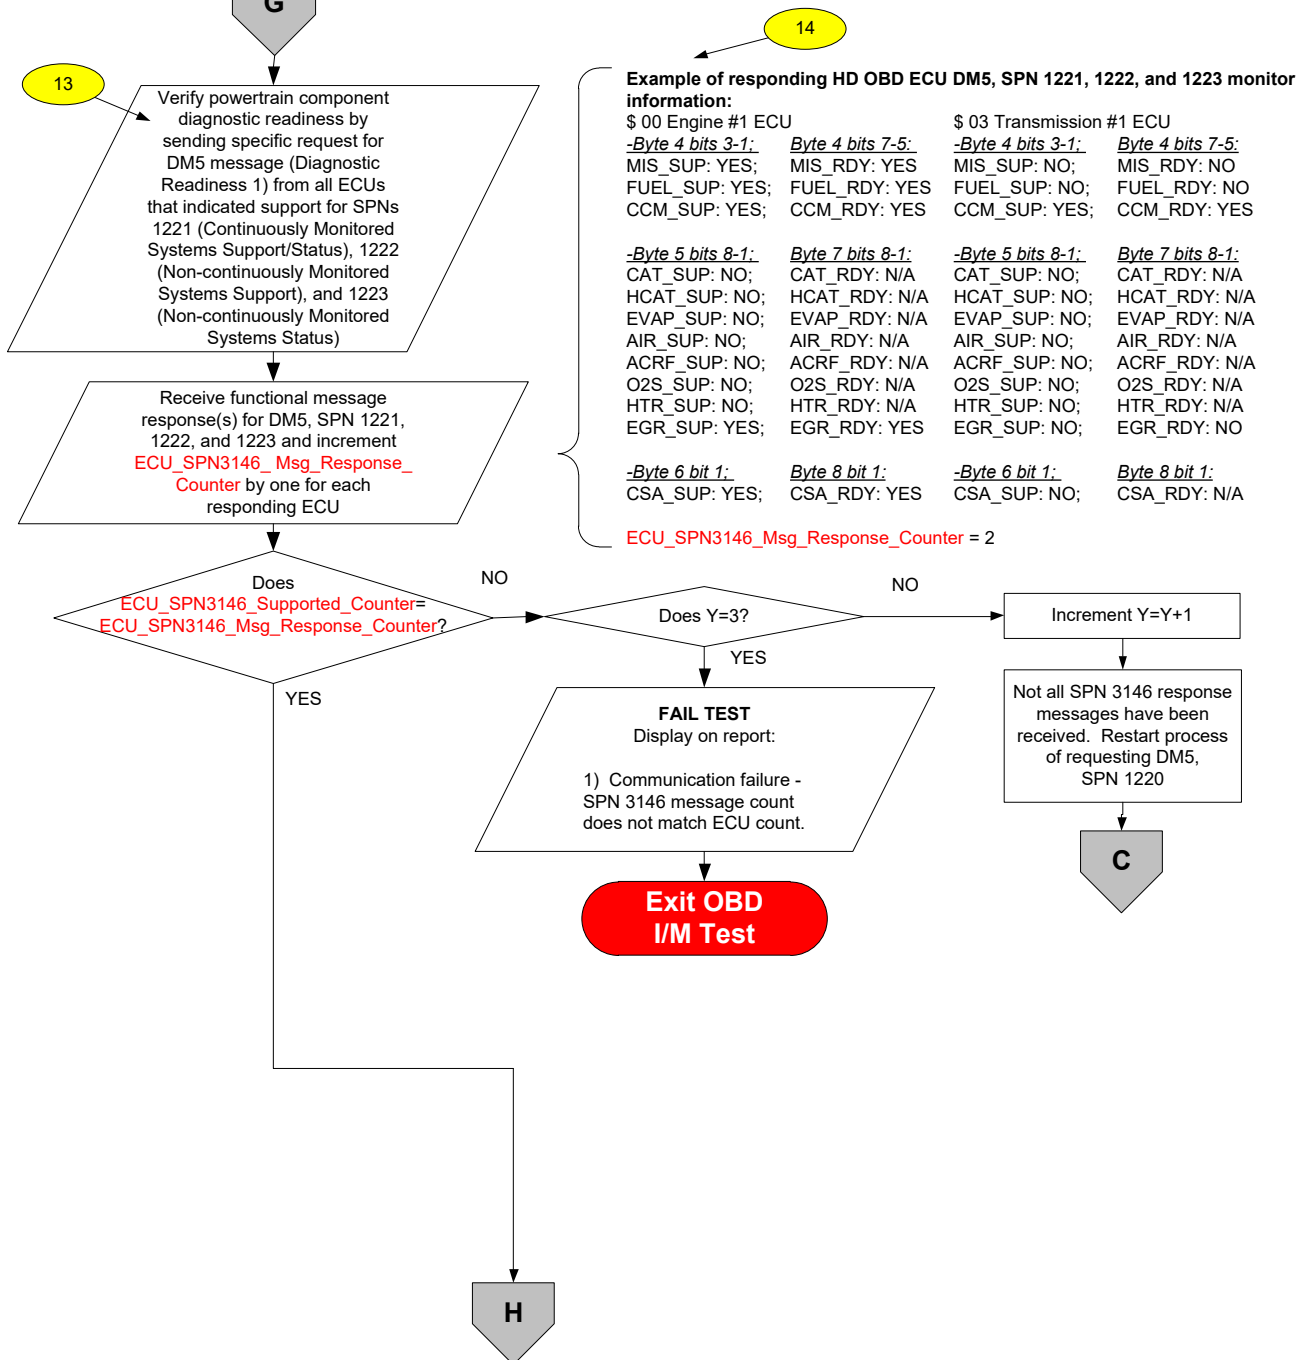 G
14
13
Verify powertrain component
diagnostic readiness by
sending specific request for
DM5 message (Diagnostic
Readiness 1) from all ECUs
that indicated support for SPNs
1221 (Continuously Monitored
Systems Support/Status), 1222
(Non-continuously Monitored
Systems Support), and 1223
(Non-continuously Monitored
Systems Status)
Example of responding HD OBD ECU DM5, SPN 1221, 1222, and 1223 monitor
information:
$ 00 Engine #1 ECU $ 03 Transmission #1 ECU
-Byte 4 bits 3-1; Byte 4 bits 7-5: -Byte 4 bits 3-1; Byte 4 bits 7-5:
MIS_SUP: YES; MIS_RDY: YES MIS_SUP: NO; MIS_RDY: NO
FUEL_SUP: YES; FUEL_RDY: YES FUEL_SUP: NO; FUEL_RDY: NO
CCM_SUP: YES; CCM_RDY: YES CCM_SUP: YES; CCM_RDY: YES
-Byte 5 bits 8-1; Byte 7 bits 8-1: -Byte 5 bits 8-1; Byte 7 bits 8-1:
CAT_SUP: NO; CAT_RDY: N/A CAT_SUP: NO; CAT_RDY: N/A
HCAT_SUP: NO; HCAT_RDY: N/A HCAT_SUP: NO; HCAT_RDY: N/A
EVAP_SUP: NO; EVAP_RDY: N/A EVAP_SUP: NO; EVAP_RDY: N/A
AIR_SUP: NO; AIR_RDY: N/A AIR_SUP: NO; AIR_RDY: N/A
ACRF_SUP: NO; ACRF_RDY: N/A ACRF_SUP: NO; ACRF_RDY: N/A
O2S_SUP: NO; O2S_RDY: N/A O2S_SUP: NO; O2S_RDY: N/A
HTR_SUP: NO; HTR_RDY: N/A HTR_SUP: NO; HTR_RDY: N/A
EGR_SUP: YES; EGR_RDY: YES EGR_SUP: NO; EGR_RDY: NO
-Byte 6 bit 1; Byte 8 bit 1: -Byte 6 bit 1; Byte 8 bit 1:
CSA_SUP: YES; CSA_RDY: YES CSA_SUP: NO; CSA_RDY: N/A
ECU_SPN3146_Msg_Response_Counter = 2
Receive functional message
response(s) for DM5, SPN 1221,
1222, and 1223 and increment
ECU_SPN3146_ Msg_Response_
Counter by one for each
responding ECU
Does
ECU_SPN3146_Supported_Counter=
ECU_SPN3146_Msg_Response_Counter?
NO
YES
Does Y=3?
NO
YES
Increment Y=Y+1
Not all SPN 3146 response
messages have been
received. Restart process
of requesting DM5,
SPN 1220
C
FAIL TEST
Display on report:
1) Communication failure -
SPN 3146 message count
does not match ECU count.
Exit OBD
I/M Test
H